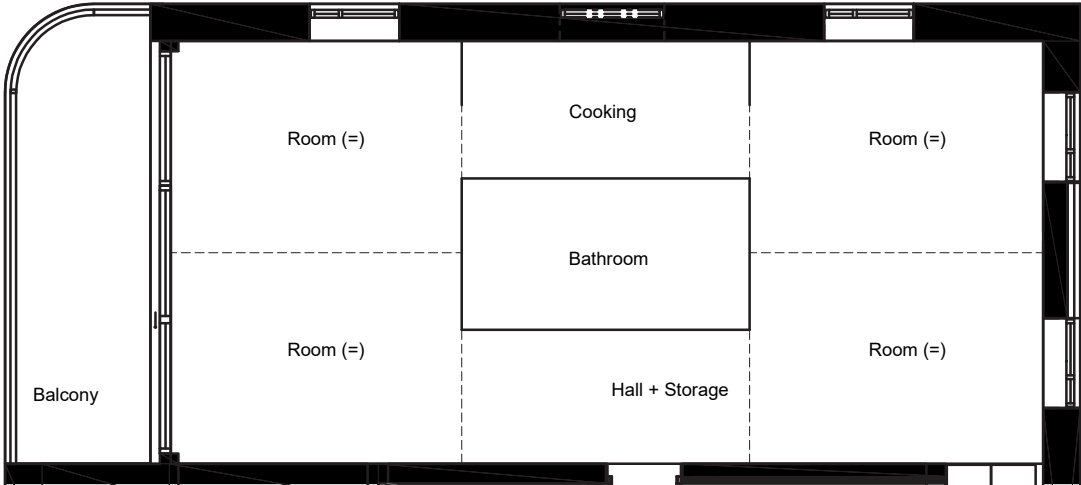 Cooking
Room (=)
Room (=)
Bathroom
Room (=)
Room (=)
Hall + Storage
Balcony